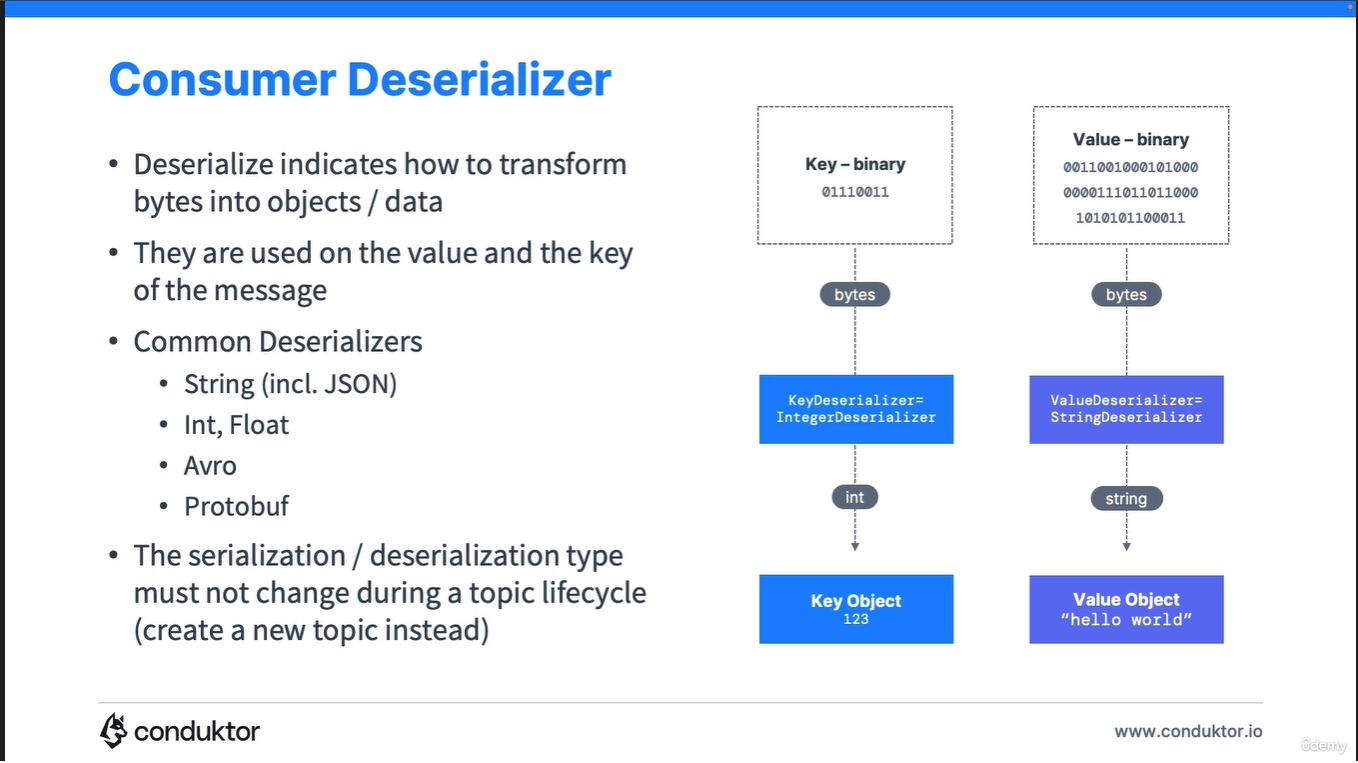 Consumer Deserializer
• Deserialize indicates how to transform
bytes into objects / data
• They are used on the value and the key
of the message
• Common Deserializers
• String (incl. JSON)
• Int, Float
• Avro
• Protobuf
• The serialization / deserialization type
must not change during a topic lifecycle
(create a new topic instead)
Key – binary
01110011
bytes
KeyDeserializer=
IntegerDeserializer
int
Key Object
123
Value – binary
0011001000101000
0000111011011000
1010101100011
bytes
ValueDeserializer=
StringDeserializer
string
Value Object
“hello world”
conduktor
www.conduktor.io
ûdemy